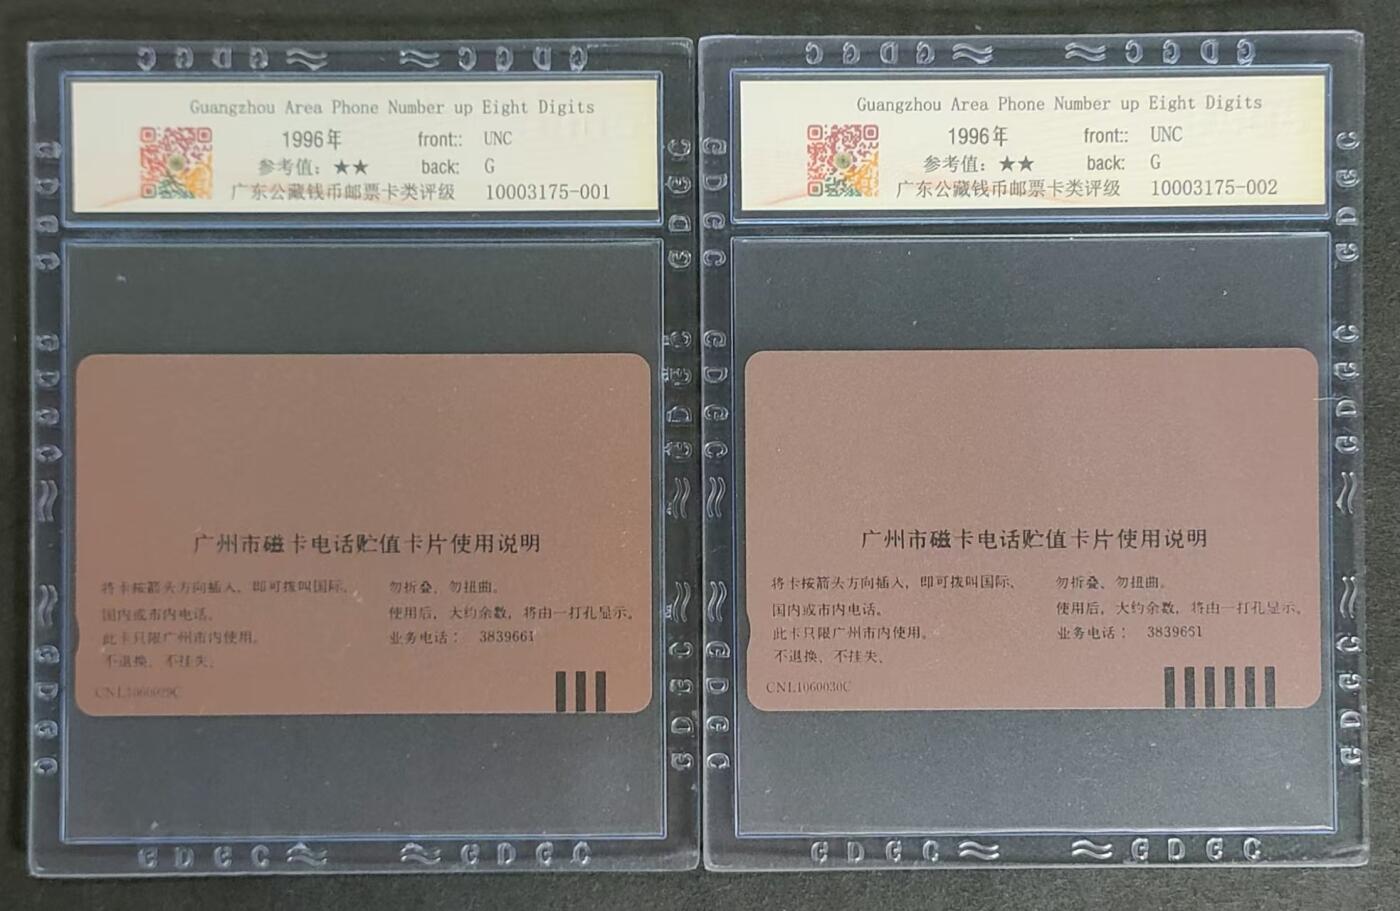 Guangzhou Area Phone Number up Eight Digits
1996年 front:: UNC
参考值：★★ back: G
广东公藏钱币邮票卡类评级 10003175-001
广州市磁卡电话贮值卡片使用说明
将卡按箭头方向插入、即可拨叫国际、
国内或市内电话。
此卡只限广州市内使用。
不退换、不挂失、
勿折叠、勿扭曲。
使用后，大约余数，将由一打孔显示。
业务电话： 3839661
CNL1060029C
Guangzhou Area Phone Number up Eight Digits
1996年 front:: UNC
参考值：★★ back: G
广东公藏钱币邮票卡类评级 10003175-002
广州市磁卡电话贮值卡片使用说明
将卡按箭头方向插入、即可拨叫国际、
国内或市内电话。
此卡只限广州市内使用。
不退换、不挂失、
勿折叠、勿扭曲。
使用后，大约余数，将由一打孔显示。
业务电话： 3839661
CNL1060030C
GDGC
GDGC